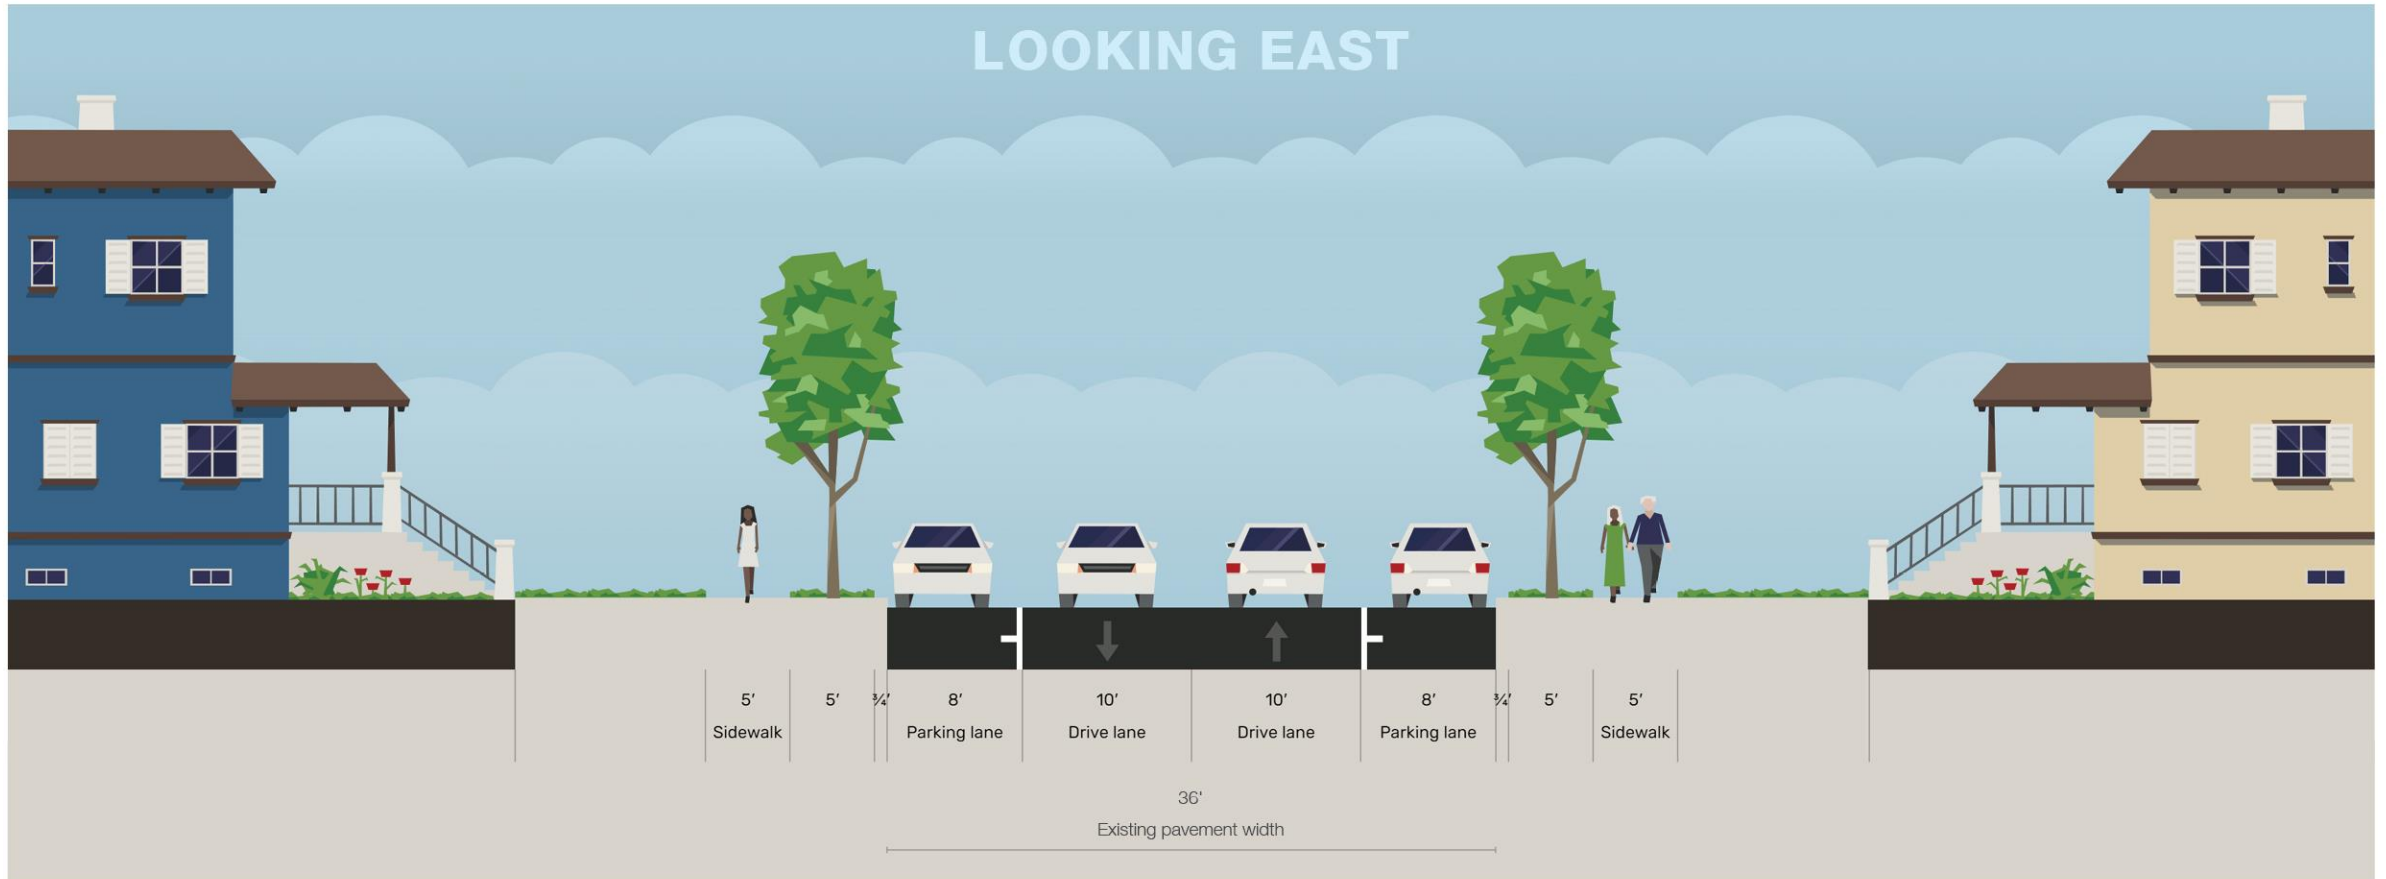 LOOKING EAST
5′ 5′ ¾′ 8′ 10′ 10′ 8′ ¾′ 5′ 5′
Sidewalk Parking lane Drive lane Drive lane Parking lane Sidewalk
36'
Existing pavement width